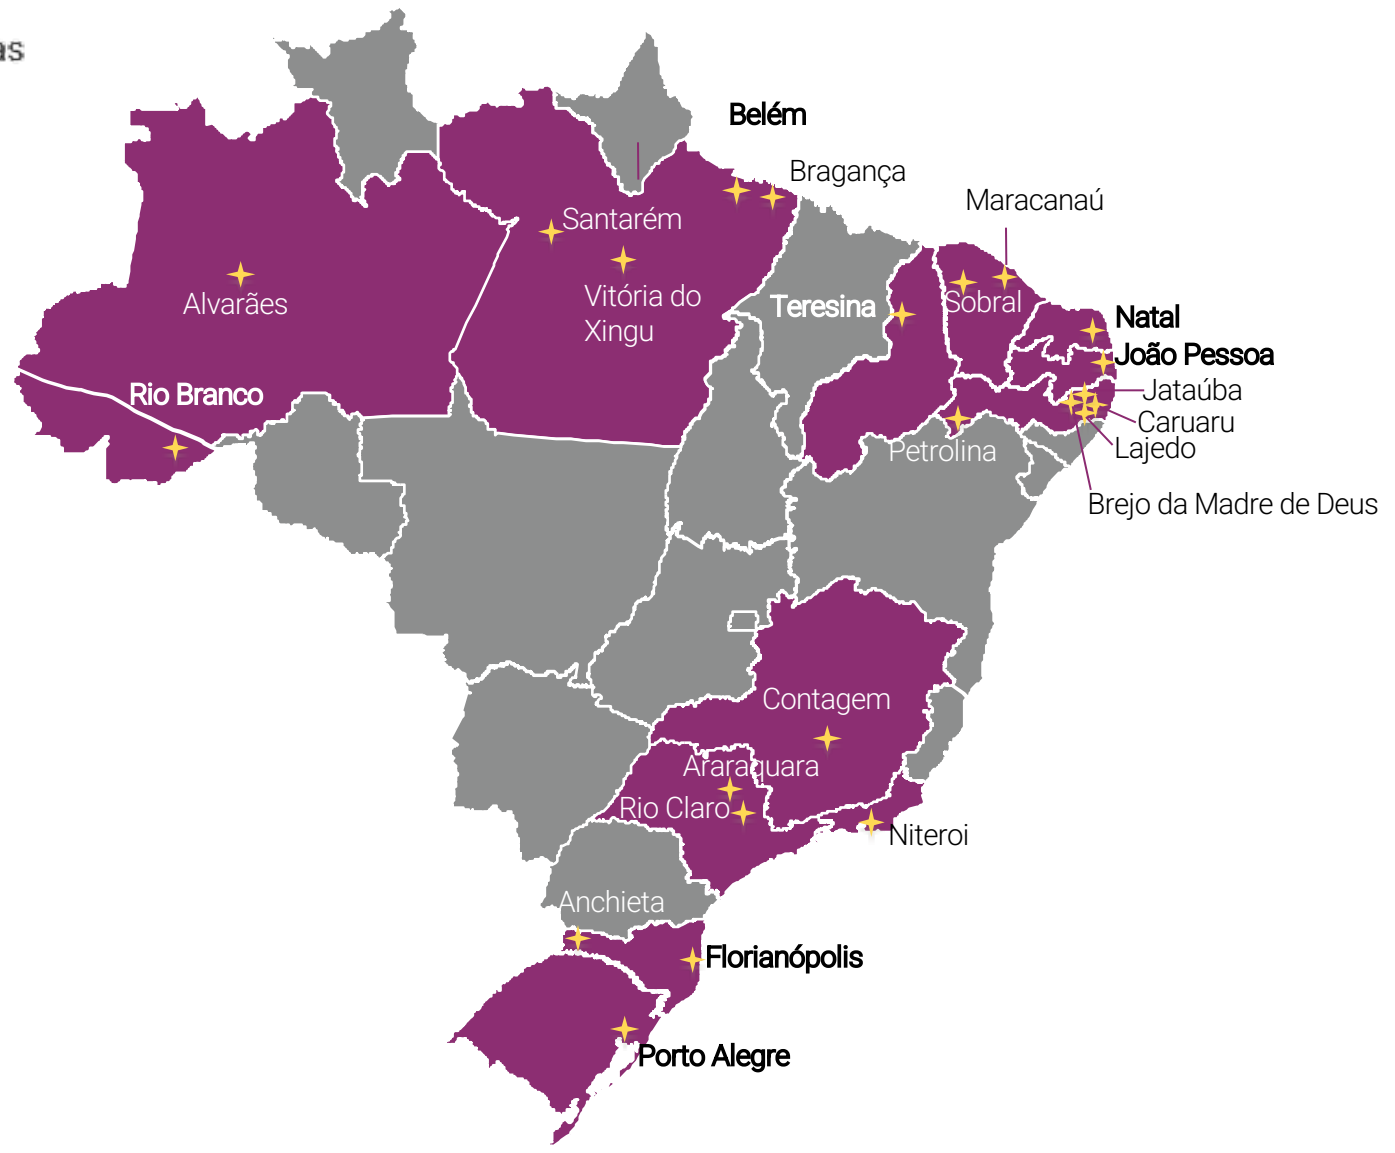 as
Belém
Bragança
Maracanaú
Santarém
Alvarães
Vitória do
Xingu
Teresina
Sobral
Natal
João Pessoa
Rio Branco
Jataúba
Caruaru
Lajedo
Petrolina
Brejo da Madre de Deus
Contagem
Araraquara
Rio Claro
Niteroi
Anchieta
Florianópolis
Porto Alegre